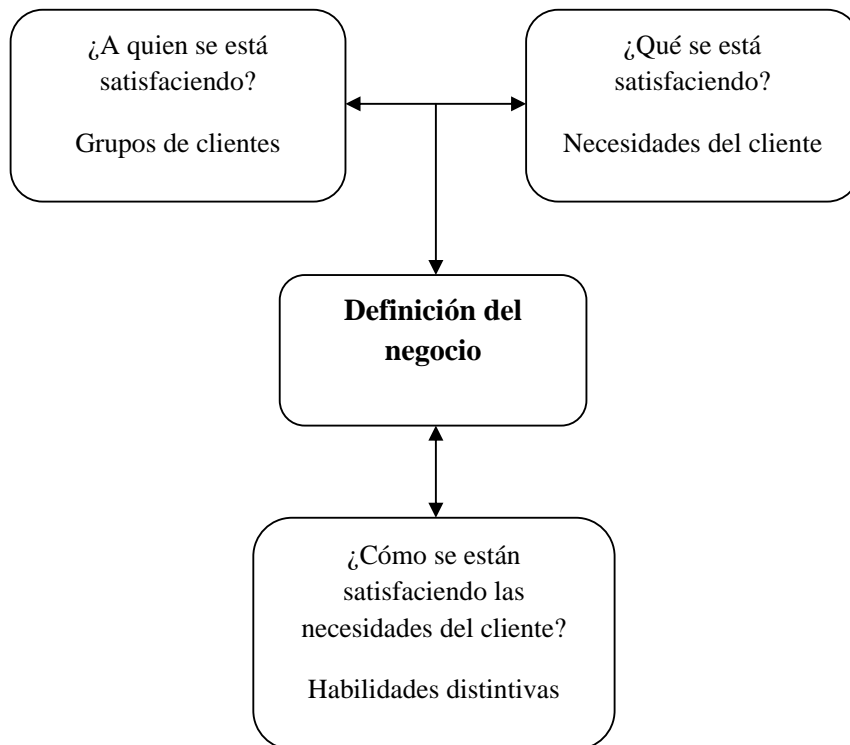 ¿A quien se está
satisfaciendo?
Grupos de clientes
¿Qué se está
satisfaciendo?
Necesidades del cliente
Definición del
negocio
¿Cómo se están
satisfaciendo las
necesidades del cliente?
Habilidades distintivas